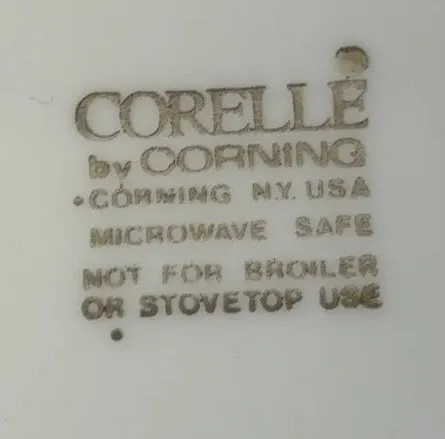 CORELLE
by CORNING
•CORNING N.Y. USA
MICROWAVE SAFE
NOT FOR BROILER
OR STOVETOP USE